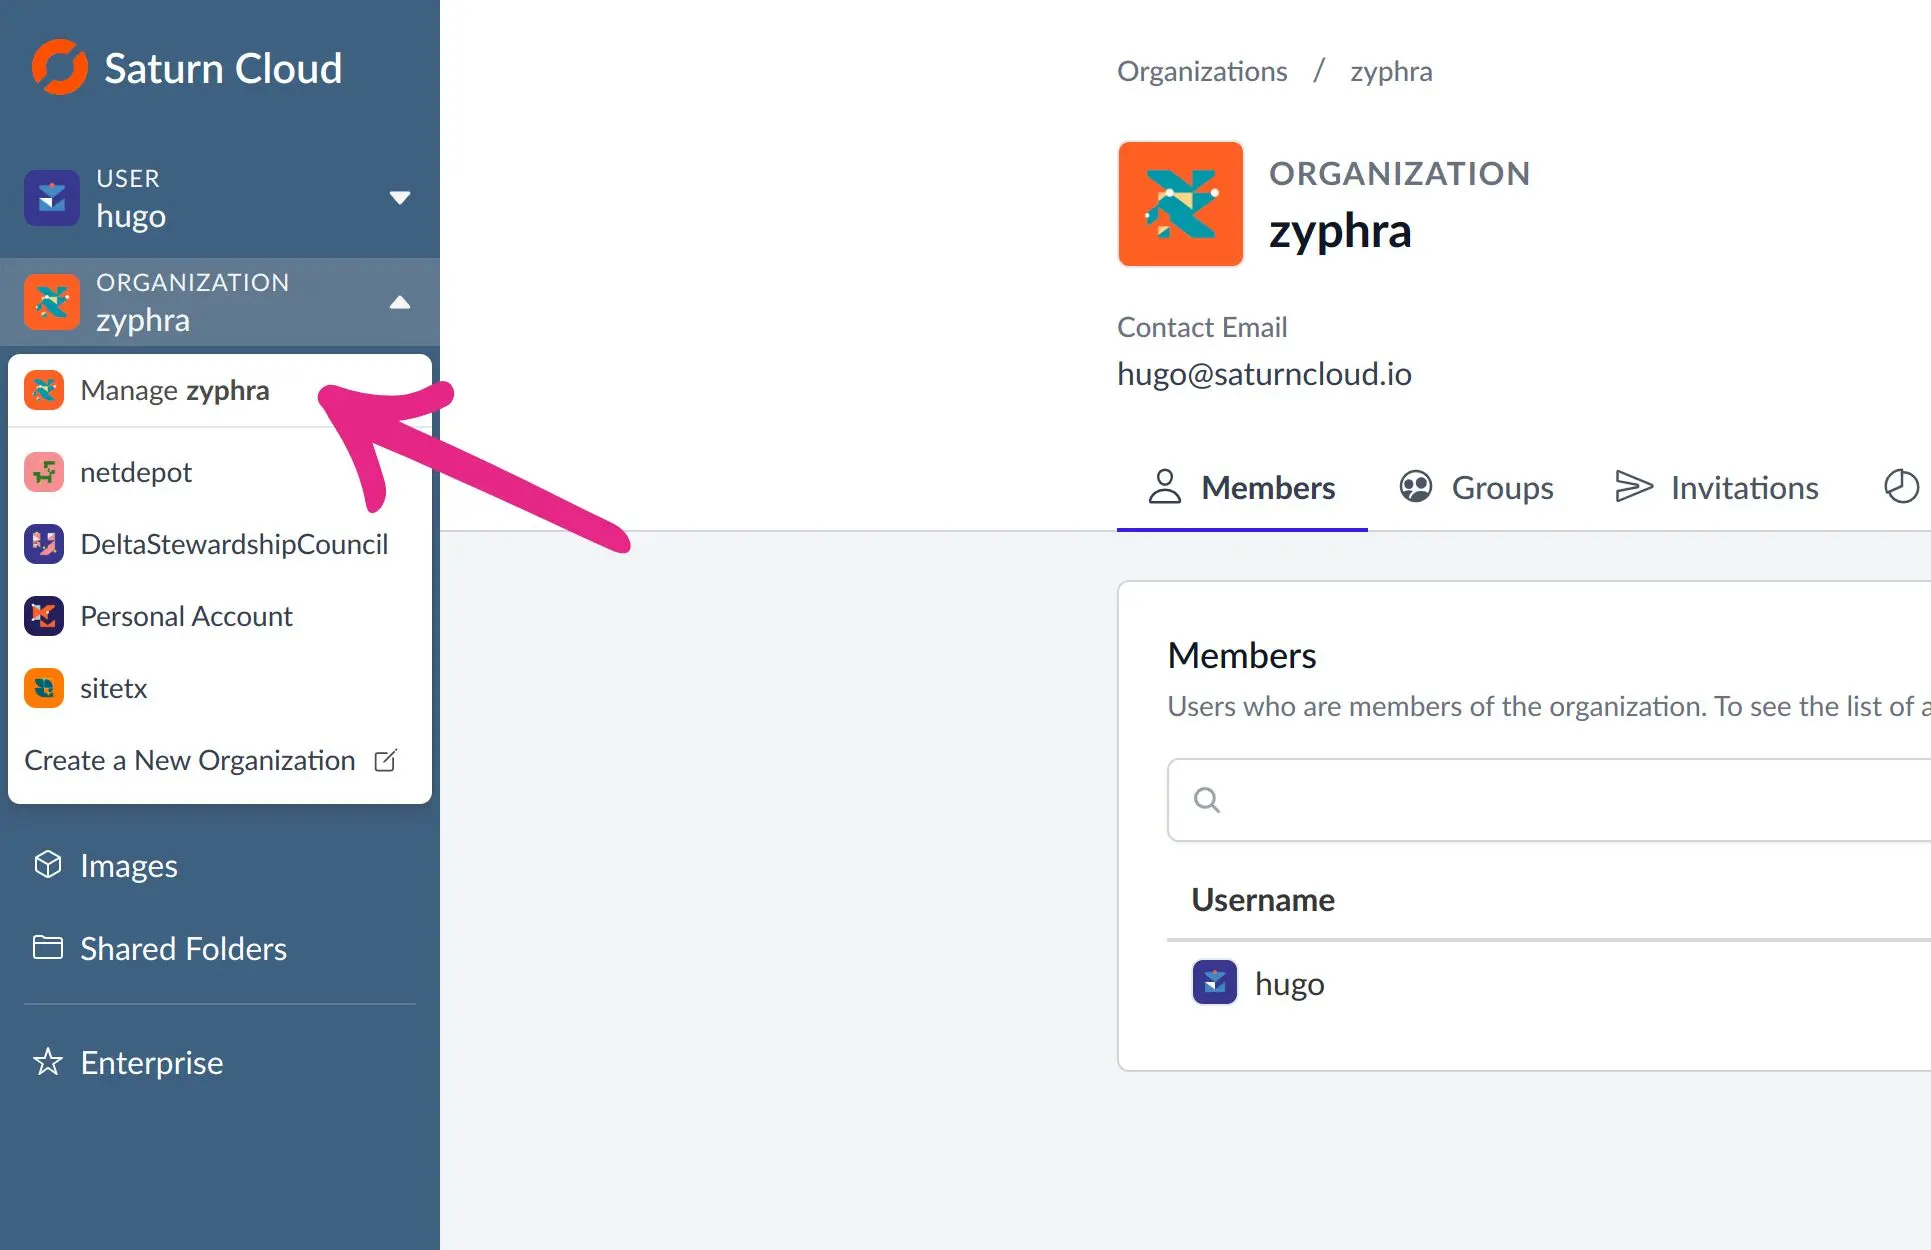 Saturn Cloud
USER
hugo
ORGANIZATION
zyphra
Manage zyphra
netdepot
DeltaStewardshipCouncil
Personal Account
sitetx
Create a New Organization
Images
Shared Folders
Enterprise
Organizations / zyphra
ORGANIZATION
zyphra
Contact Email
hugo@saturncloud.io
Members Groups Invitations
Members
Users who are members of the organization. To see the list of
Username
hugo